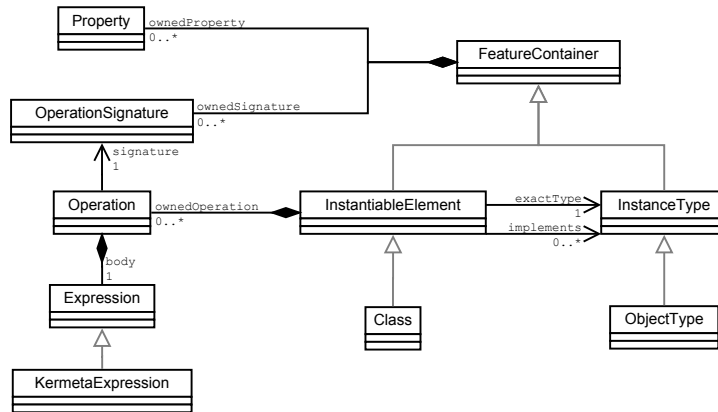 Property
ownedProperty
0..*
FeatureContainer
OperationSignature
ownedSignature
0..*
signature
1
Operation
ownedOperation
0..*
InstantiableElement
exactType
1
implements
0..*
InstanceType
body
1
Expression
Class
ObjectType
KermetaExpression